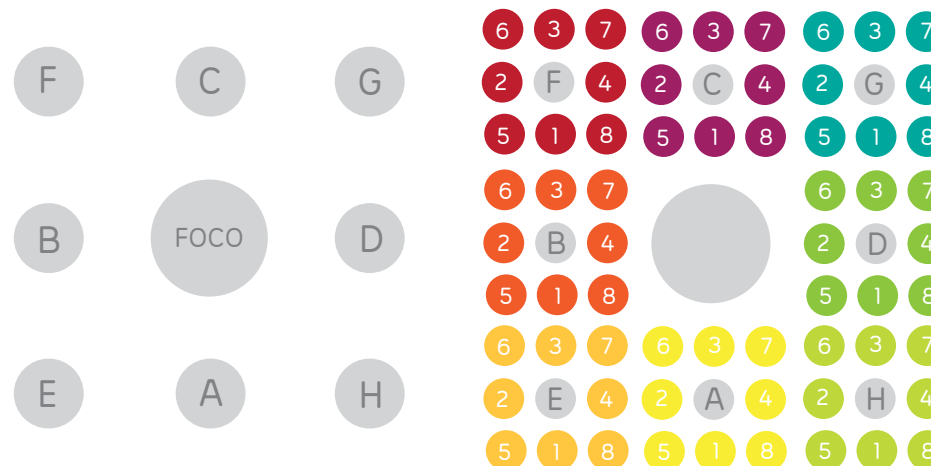 F C G
B FOCO D
E A H
6 3 7 6 3 7 6 3 7
2 F 4 2 C 4 2 G 4
5 1 8 5 1 8 5 1 8
6 3 7 6 3 7
2 B 4 2 D 4
5 1 8 5 1 8
6 3 7 6 3 7 6 3 7
2 E 4 2 A 4 2 H 4
5 1 8 5 1 8 5 1 8